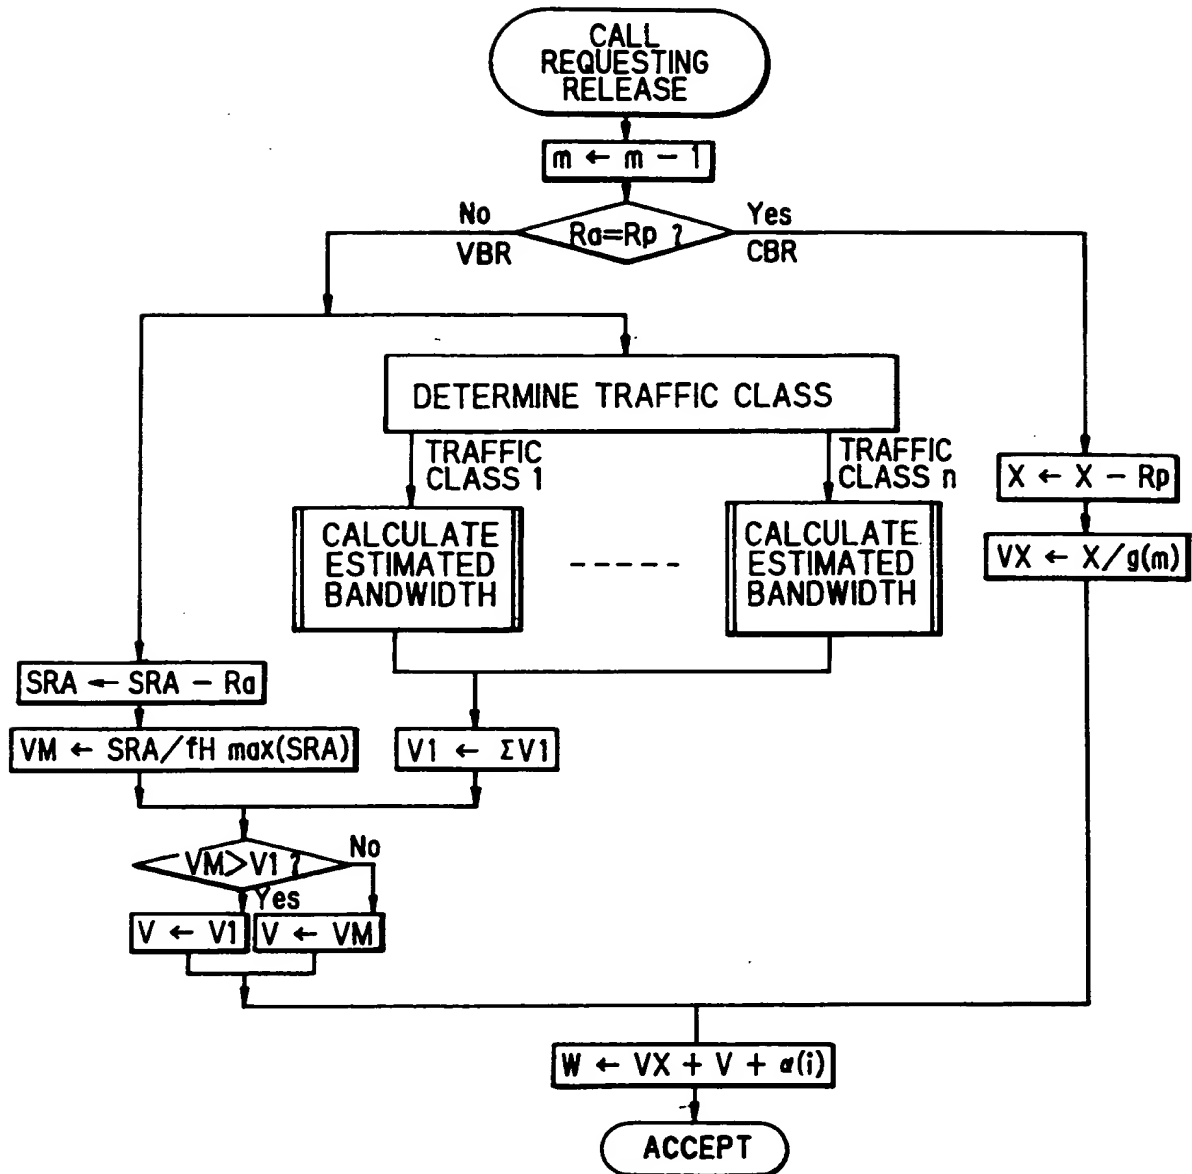 CALL
REQUESTING
RELEASE
m ← m - 1
No
Yes
Ra=Rp ?
VBR
CBR
DETERMINE TRAFFIC CLASS
TRAFFIC
CLASS 1
TRAFFIC
CLASS n
X ← X - Rp
CALCULATE
ESTIMATED
BANDWIDTH
CALCULATE
ESTIMATED
BANDWIDTH
VX ← X/g(m)
SRA ← SRA - Ra
VM ← SRA/fH max(SRA)
V1 ← ΣV1
VM>V1 ?
No
Yes
V ← V1
V ← VM
W ← VX + V + α(i)
ACCEPT